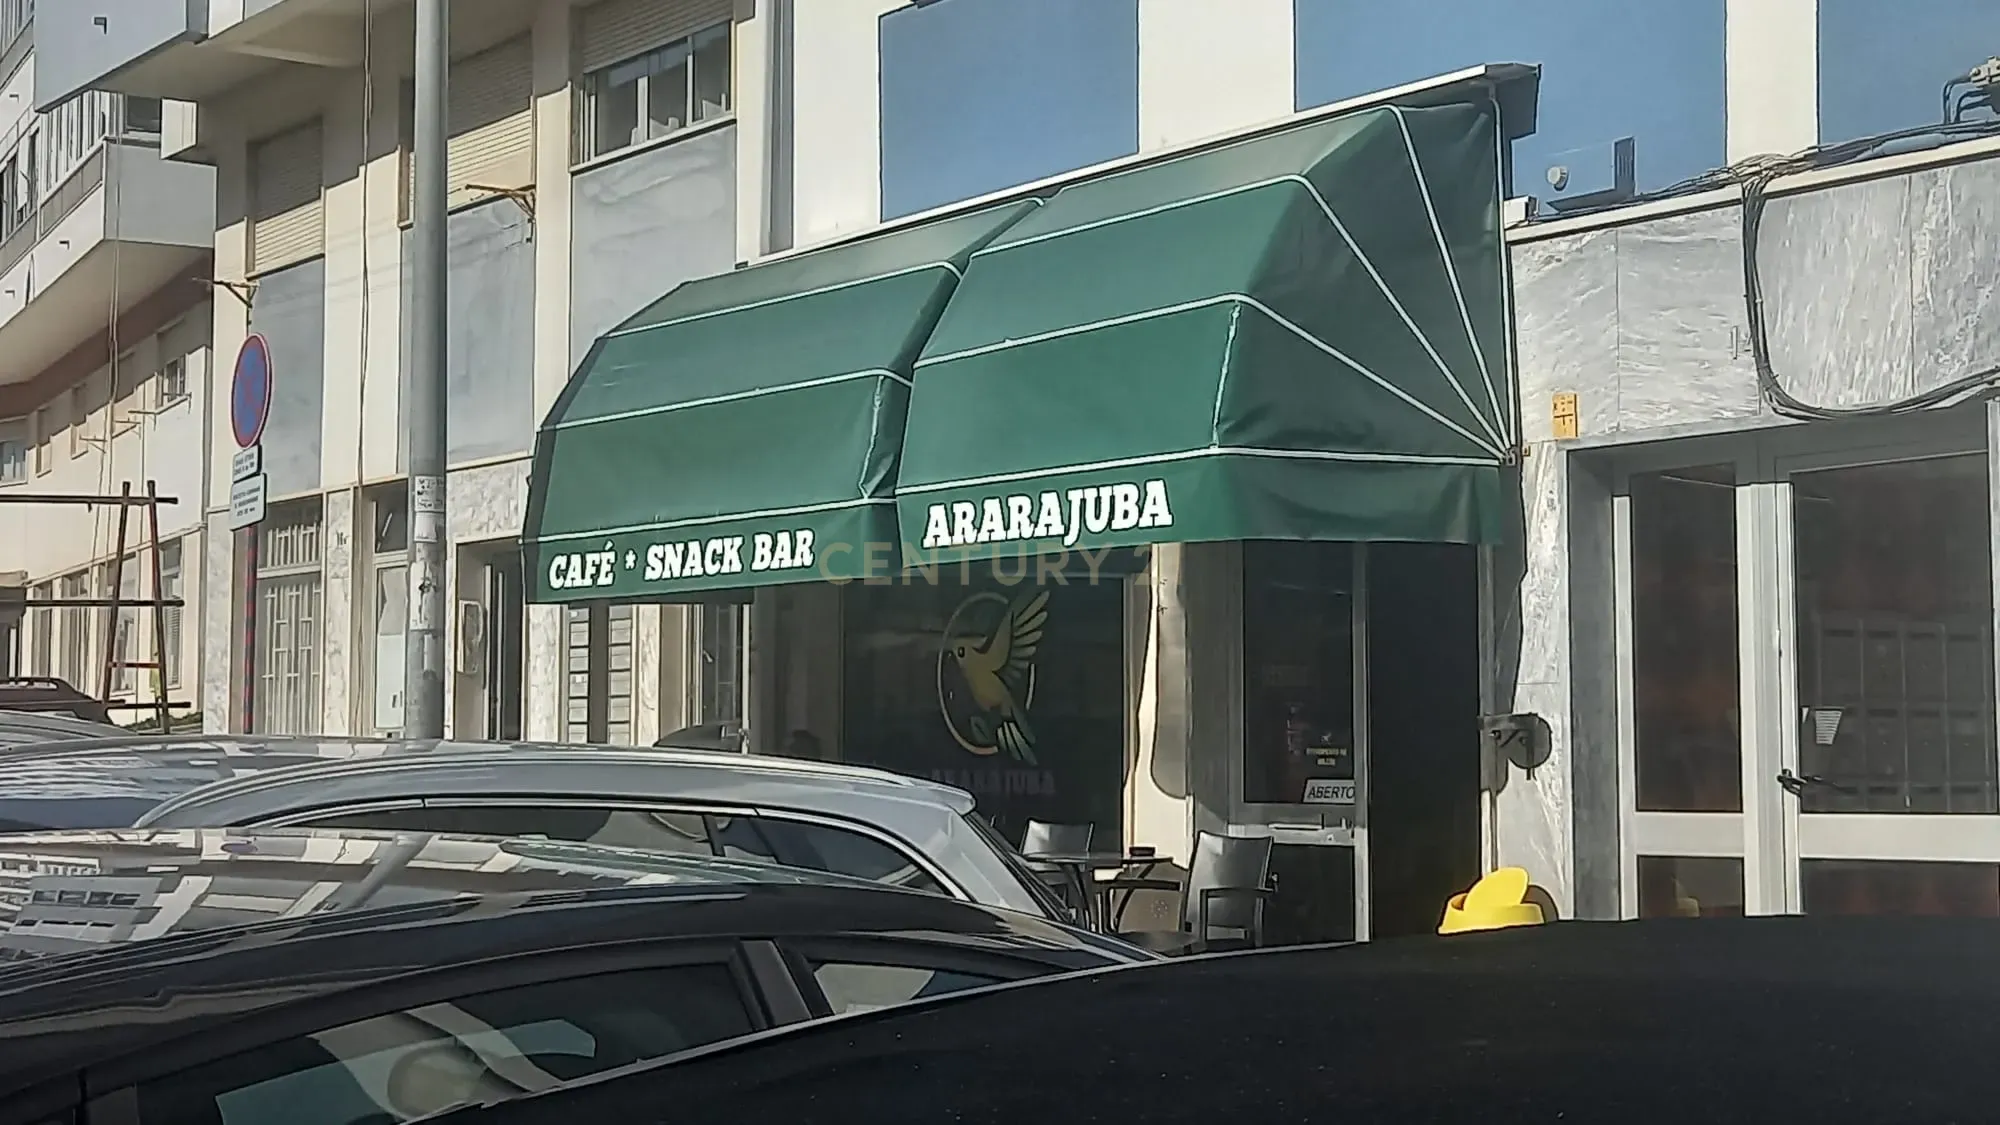 CAFÉ * SNACK BAR
ARARAJUBA
CENTURY 21
ARARAJUBA
ABERTO